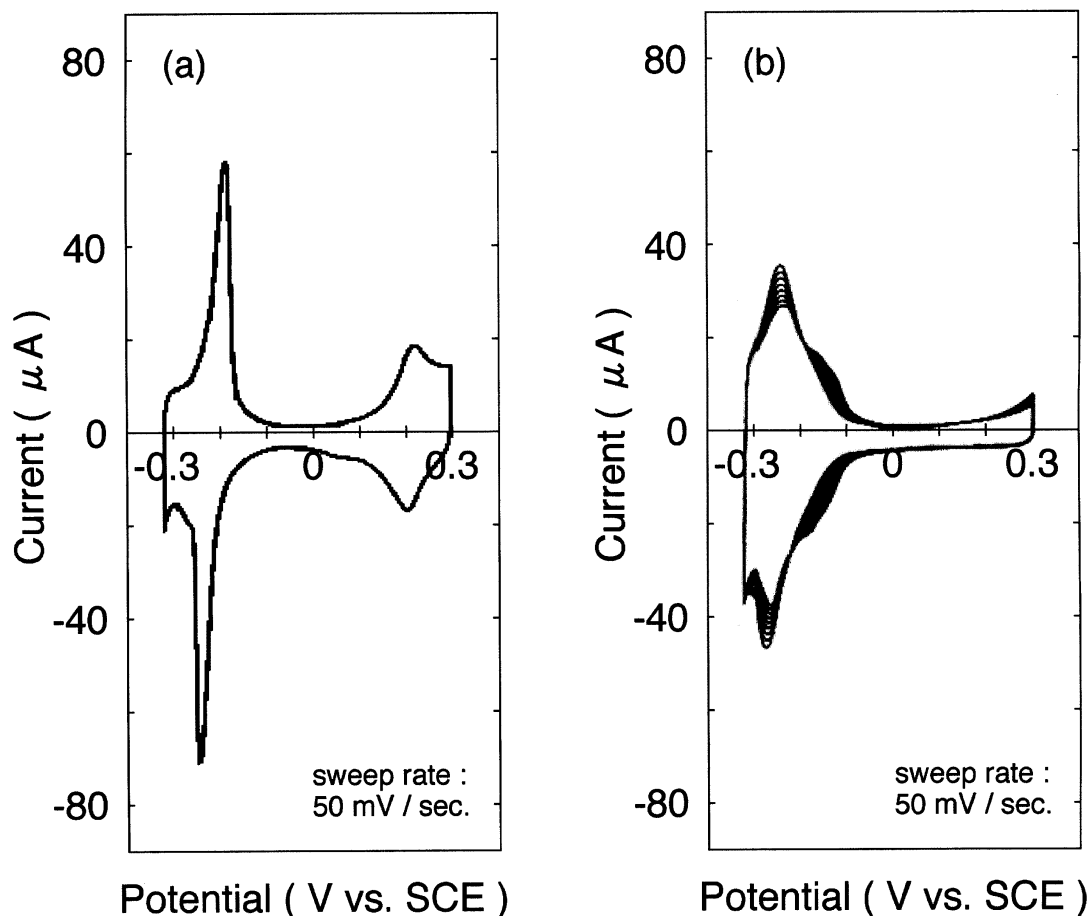 (a)
80
40
0
-40
-80
-0.3
0
0.3
Current ( μA )
sweep rate :
50 mV / sec.
Potential ( V vs. SCE )
(b)
80
40
0
-40
-80
-0.3
0
0.3
Current ( μA )
sweep rate :
50 mV / sec.
Potential ( V vs. SCE )